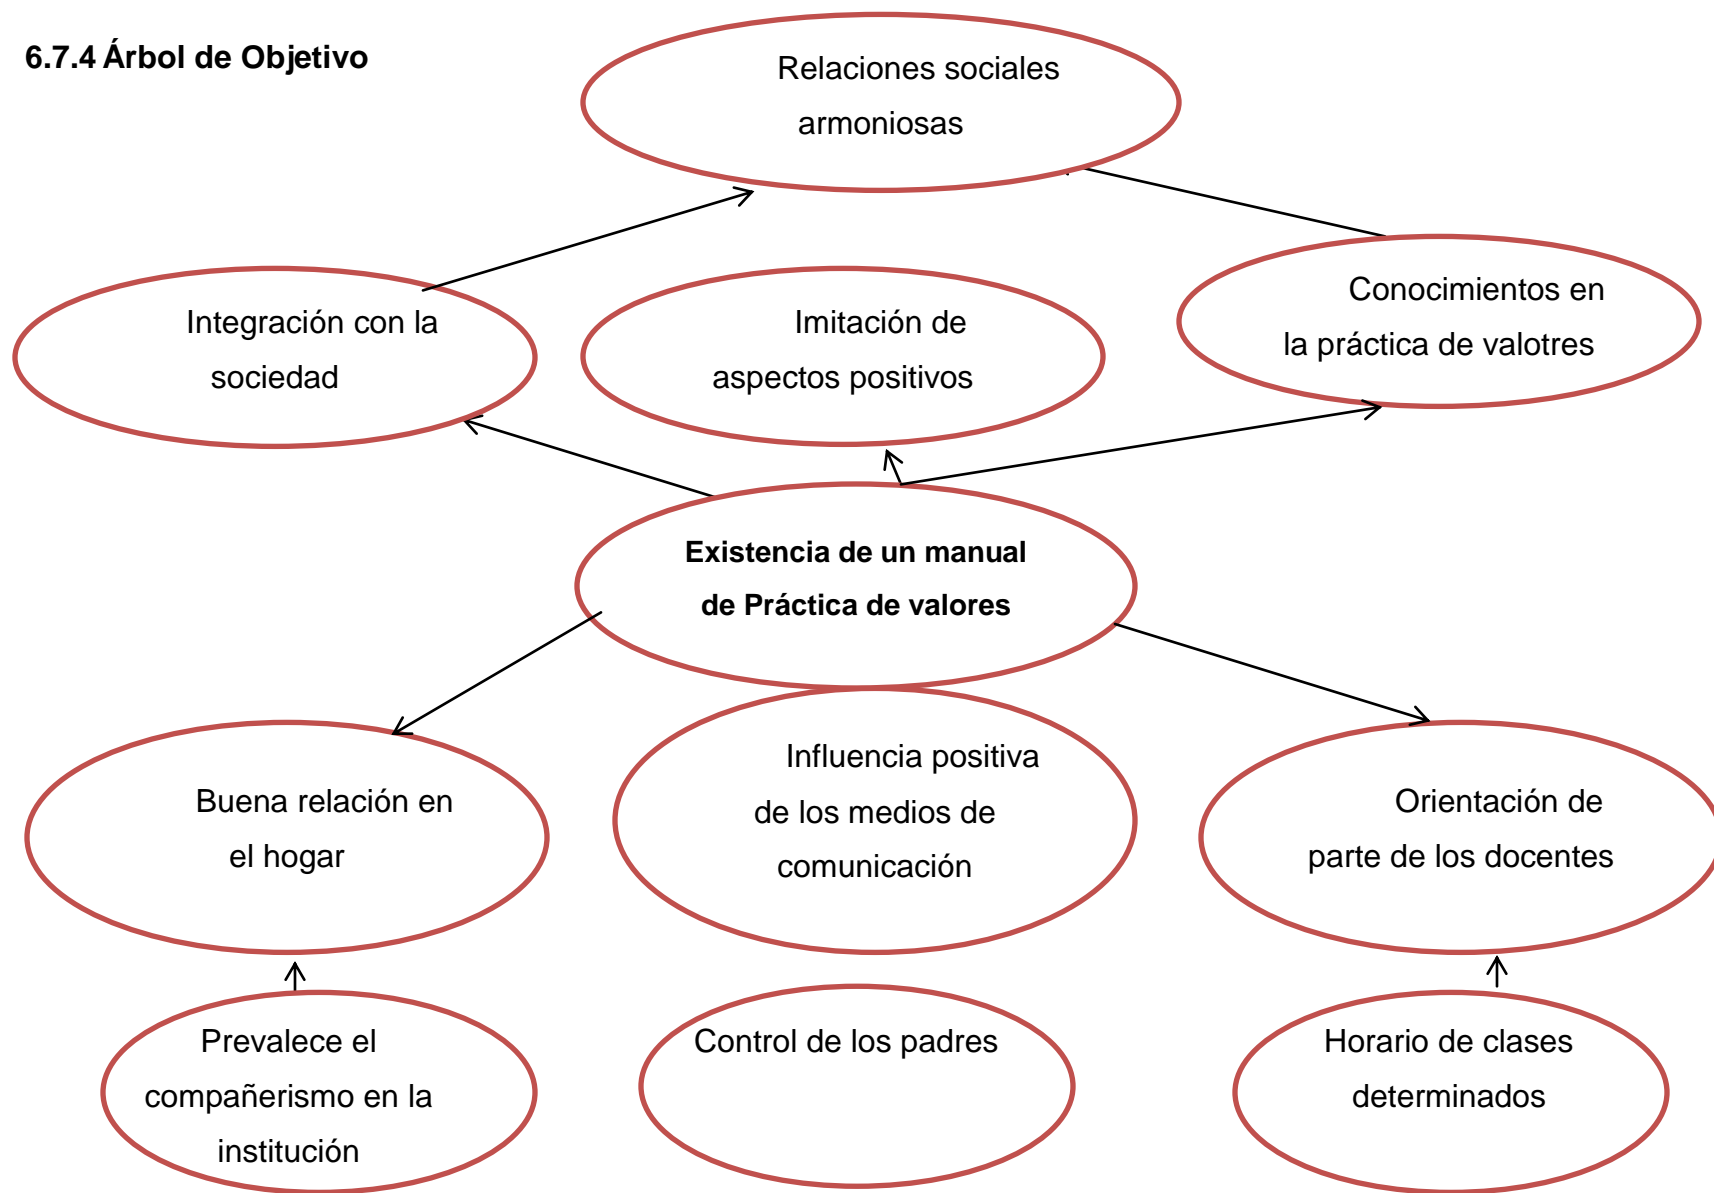 6.7.4 Árbol de Objetivo
Relaciones sociales
armoniosas
Integración con la
sociedad
Imitación de
aspectos positivos
Conocimientos en
la práctica de valotres
Existencia de un manual
de Práctica de valores
Buena relación en
el hogar
Influencia positiva
de los medios de
comunicación
Orientación de
parte de los docentes
Prevalece el
compañerismo en la
institución
Control de los padres
Horario de clases
determinados